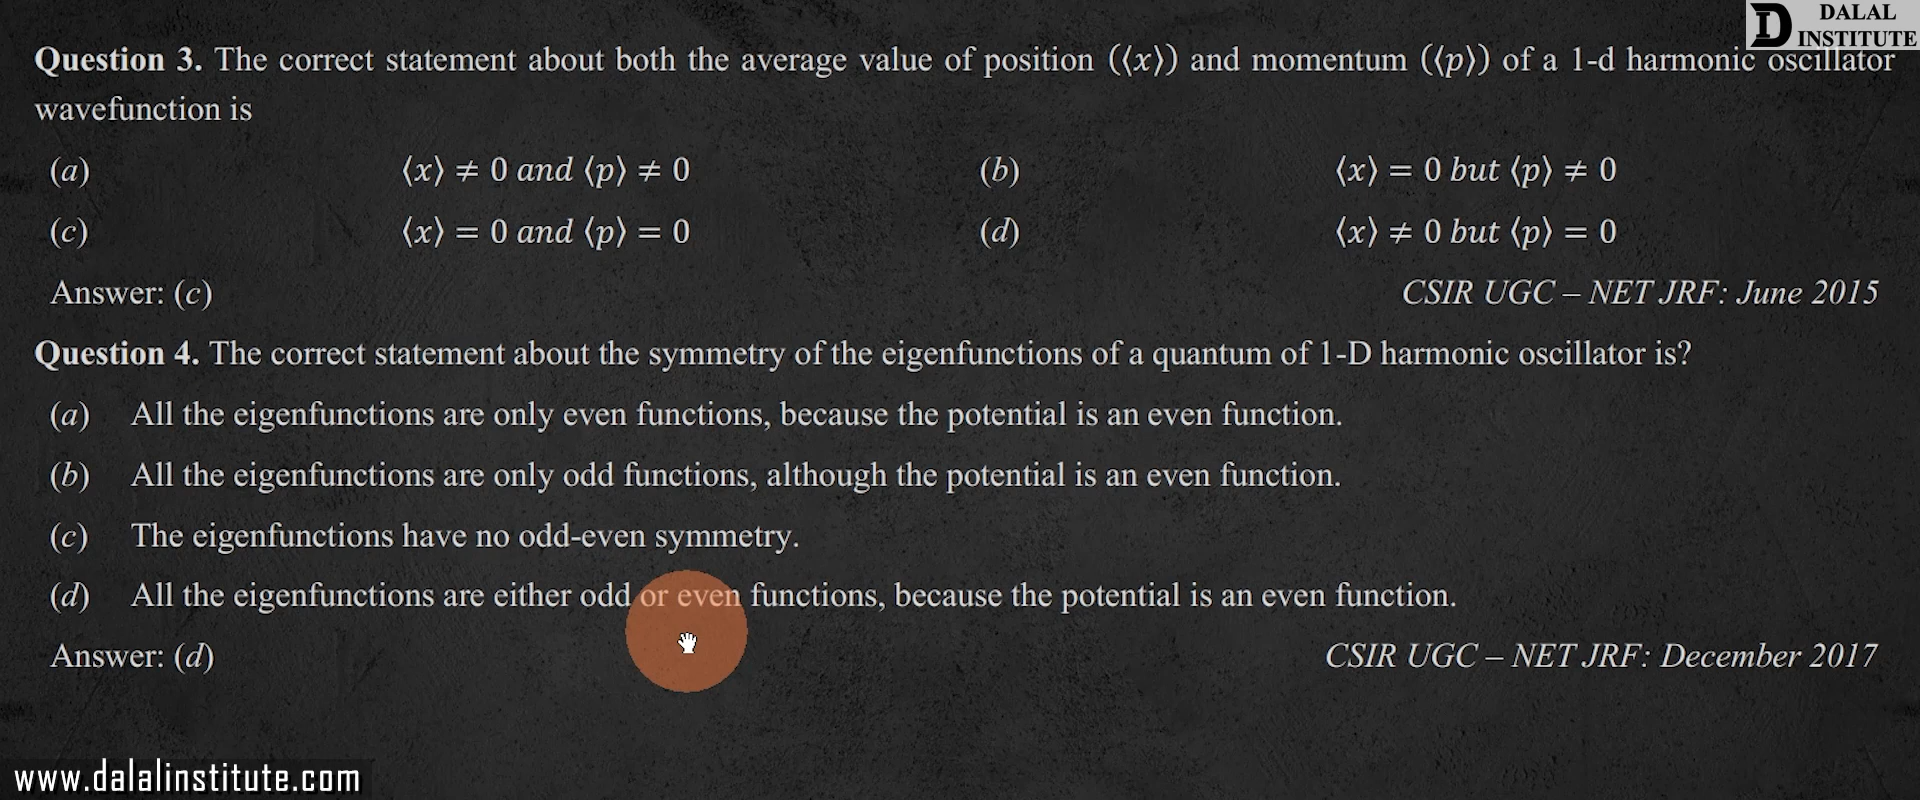 DALAL
INSTITUTE
Question 3. The correct statement about both the average value of position (⟨x⟩) and momentum (⟨p⟩) of a 1-d harmonic oscillator
wavefunction is
(a) ⟨x⟩ ≠ 0 and ⟨p⟩ ≠ 0 (b) ⟨x⟩ = 0 but ⟨p⟩ ≠ 0
(c) ⟨x⟩ = 0 and ⟨p⟩ = 0 (d) ⟨x⟩ ≠ 0 but ⟨p⟩ = 0
Answer: (c) CSIR UGC – NET JRF: June 2015
Question 4. The correct statement about the symmetry of the eigenfunctions of a quantum of 1-D harmonic oscillator is?
(a) All the eigenfunctions are only even functions, because the potential is an even function.
(b) All the eigenfunctions are only odd functions, although the potential is an even function.
(c) The eigenfunctions have no odd-even symmetry.
(d) All the eigenfunctions are either odd or even functions, because the potential is an even function.
Answer: (d) CSIR UGC – NET JRF: December 2017
www.dalalinstitute.com